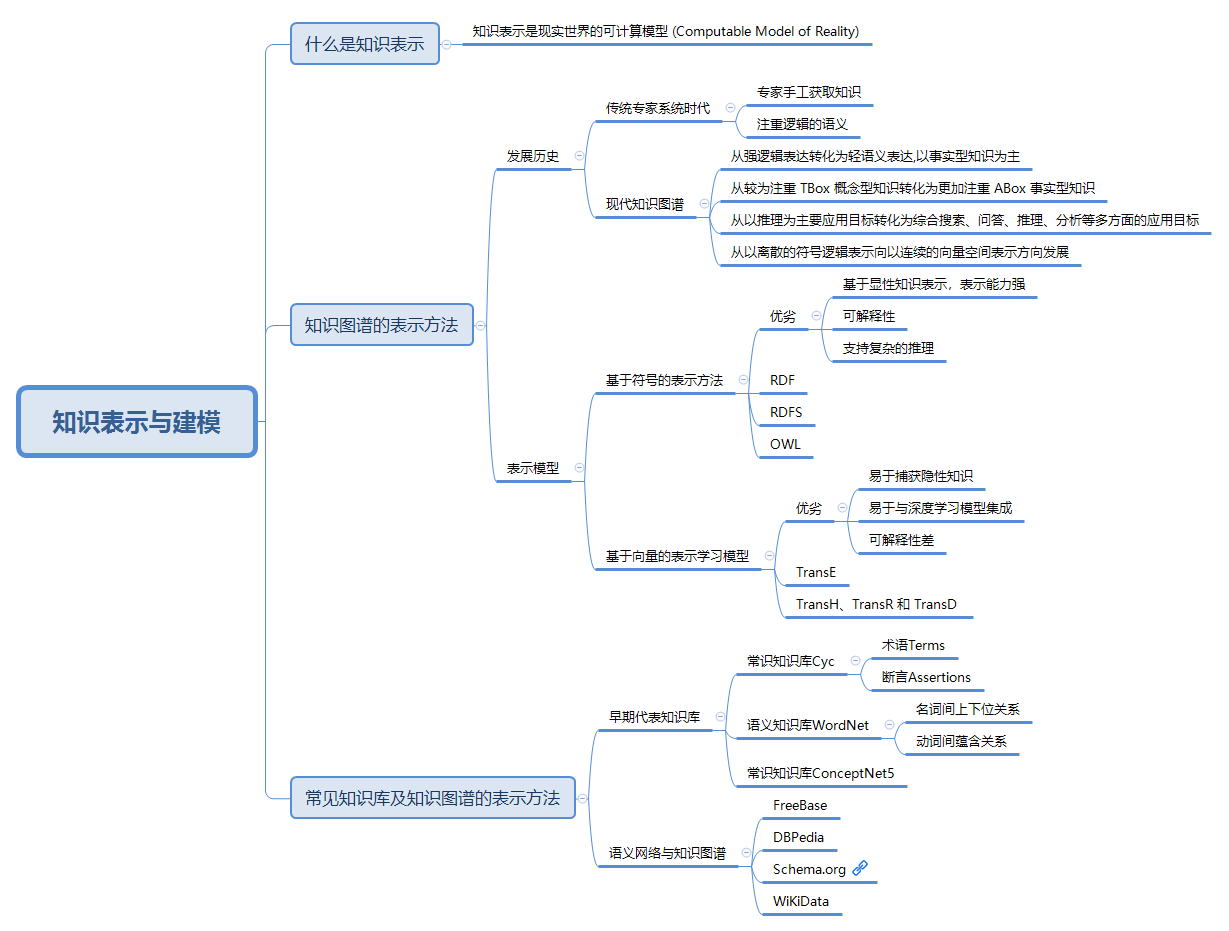 知识表示与建模
什么是知识表示
知识表示是现实世界的可计算模型 (Computable Model of Reality)
知识图谱的表示方法
发展历史
传统专家系统时代
专家手工获取知识
注重逻辑的语义
现代知识图谱
从强逻辑表达转化为轻语义表达,以事实型知识为主
从较为注重 TBox 概念型知识转化为更加注重 ABox 事实型知识
从以推理为主要应用目标转化为综合搜索、问答、推理、分析等多方面的应用目标
从以离散的符号逻辑表示向以连续的向量空间表示方向发展
表示模型
基于符号的表示方法
优劣
基于显性知识表示，表示能力强
可解释性
支持复杂的推理
RDF
RDFS
OWL
基于向量的表示学习模型
优劣
易于捕获隐性知识
易于与深度学习模型集成
可解释性差
TransE
TransH、TransR 和 TransD
常见知识库及知识图谱的表示方法
早期代表知识库
常识知识库Cyc
术语Terms
断言Assertions
语义知识库WordNet
名词间上下位关系
动词间蕴含关系
常识知识库ConceptNet5
语义网络与知识图谱
FreeBase
DBPedia
Schema.org
WiKiData